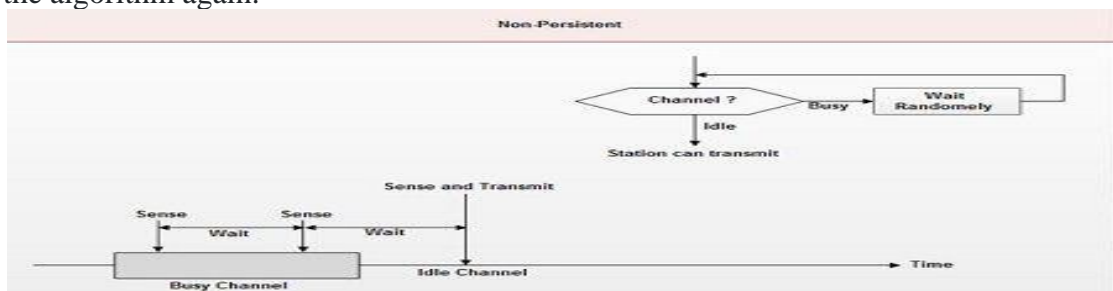 the algorithm again.
Non-Persistent
Channel ?
Busy
Wait
Randomely
Idle
Station can transmit
Sense and Transmit
Sense
Sense
Wait
Wait
Idle Channel
Time
Busy Channel